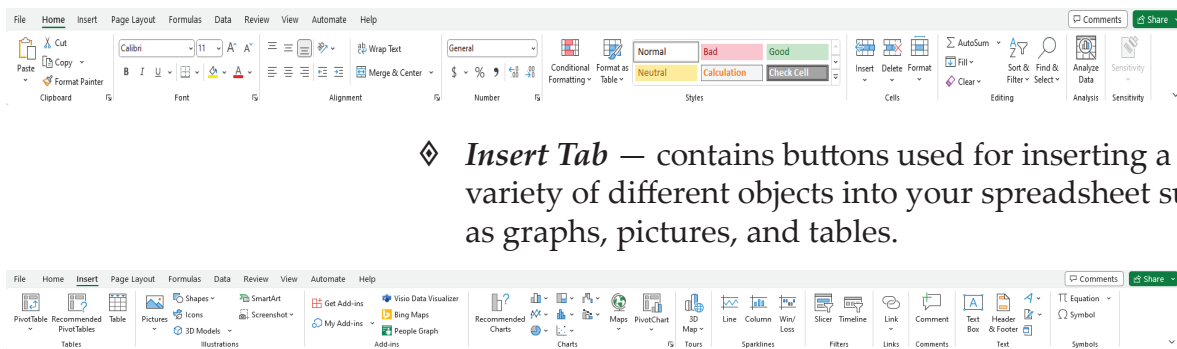 File Home Insert Page Layout Formulas Data Review View Automate Help Comments Share
Cut Calibri 11 A A Wrap Text General Normal Bad Good AutoSum
Copy Fill
Paste Format Painter B I U A Merge & Center $ % Conditional Formatting Format as Table Neutral Calculation Check Cell Insert Delete Format Clear Sort & Filter Find & Select Analyze Data Sensitivity
Clipboard Font Alignment Number Styles Cells Editing Analysis Sensitivity
Insert Tab — contains buttons used for inserting a
variety of different objects into your spreadsheet su
as graphs, pictures, and tables.
File Home Insert Page Layout Formulas Data Review View Automate Help Comments Share
Shapes SmartArt Get Add-ins Visio Data Visualizer Equation
Icons Screenshot Bing Maps Symbol
PivotTable Recommended PivotTables Table Pictures 3D Models My Add-ins People Graph Recommended Charts Maps PivotChart 3D Map Line Column Win/Loss Slicer Timeline Link Comment Text Box Header & Footer
Tables Illustrations Add-ins Charts Tours Sparklines Filters Links Comments Text Symbols